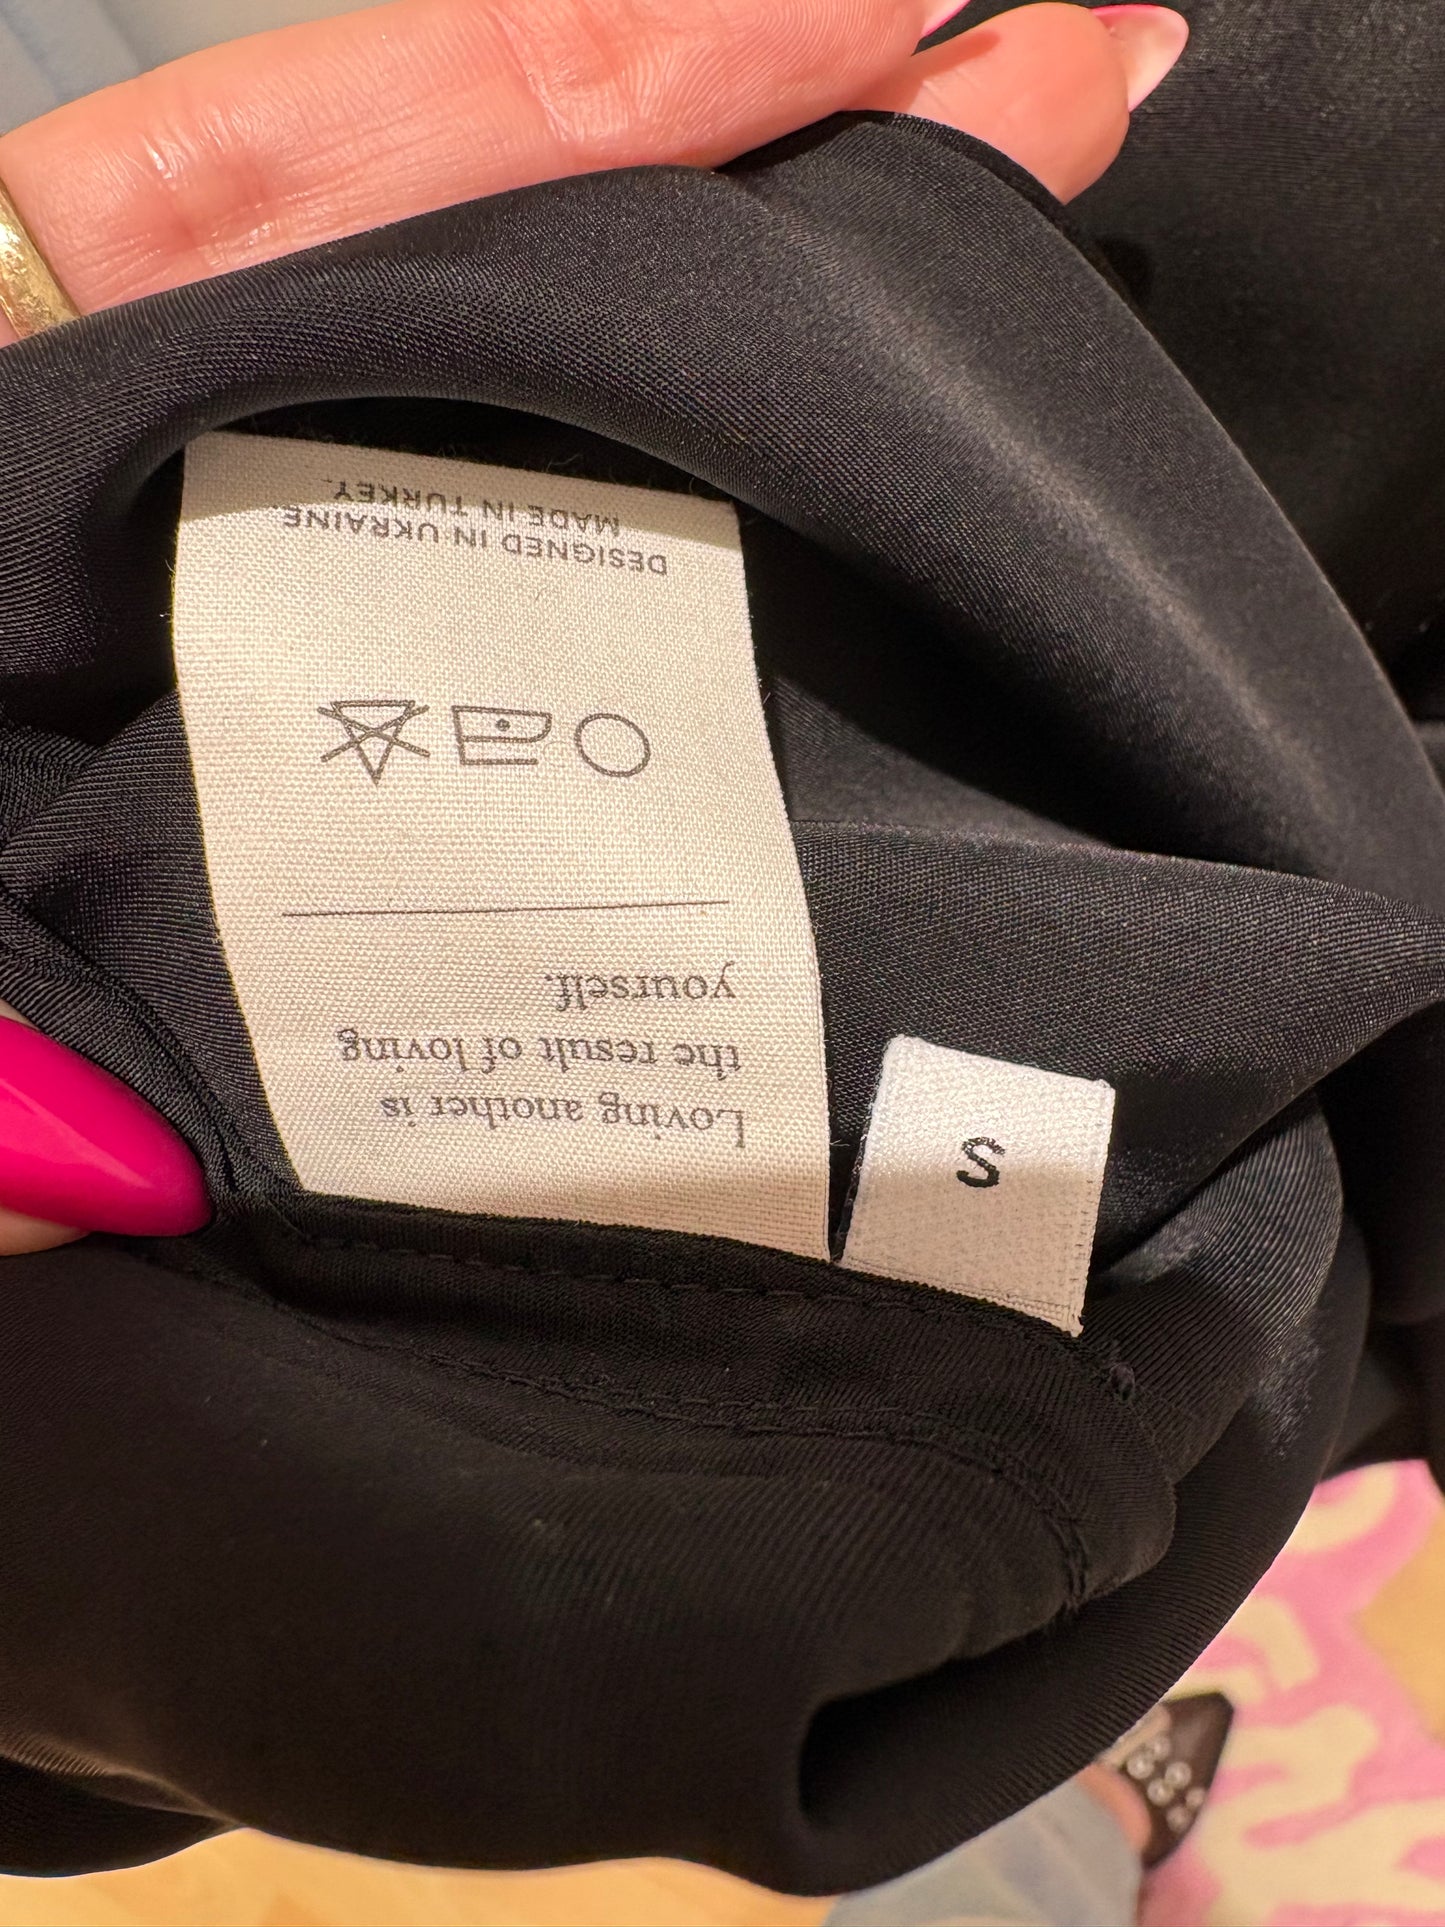 Loving another is
the result of loving
yourself.
DESIGNED IN UKRAINE.
MADE IN TURKEY.
S